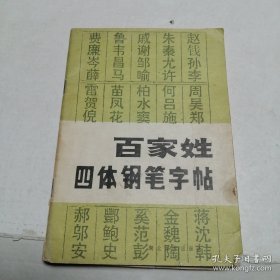 赵钱孙李 周吴郑
朱秦尤许 何吕施
戚谢邹喻 柏水窦
鲁韦昌马 苗凤花
费廉岑薛 雷贺倪
百家姓
四体钢笔字帖
蒋沈韩
金魏陶
奚范彭
酆鲍史
郝邬安